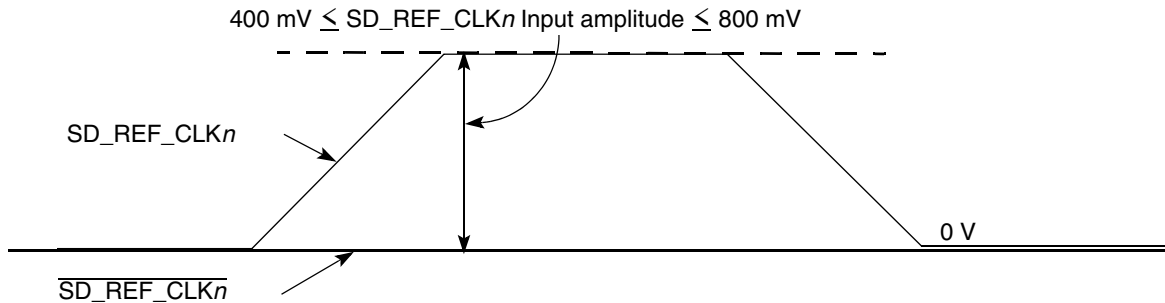 400 mV ≤ SD_REF_CLKn Input amplitude ≤ 800 mV
SD_REF_CLKn
0 V
SD_REF_CLKn